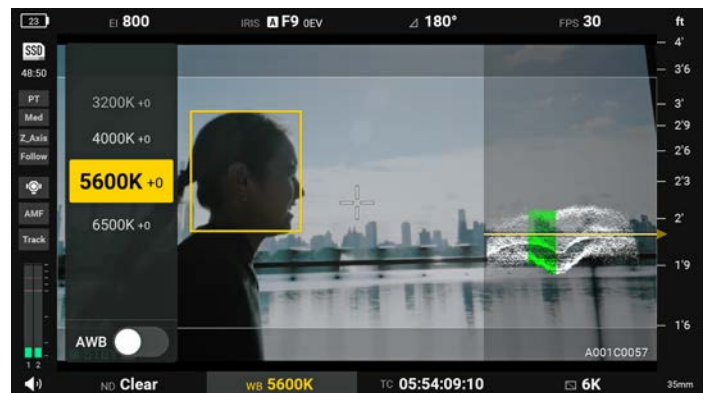 23
EI 800
IRIS A F9 0EV
180°
FPS 30
ft
SSD
48:50
PT
Med
Z_Axis
Follow
AMF
Track
1 2
3200K +0
4000K +0
5600K +0
6500K +0
AWB
4'
3'6
3'
2'9
2'6
2'3
2'
1'9
1'6
A001C0057
ND Clear
WB 5600K
TC 05:54:09:10
6K
35mm